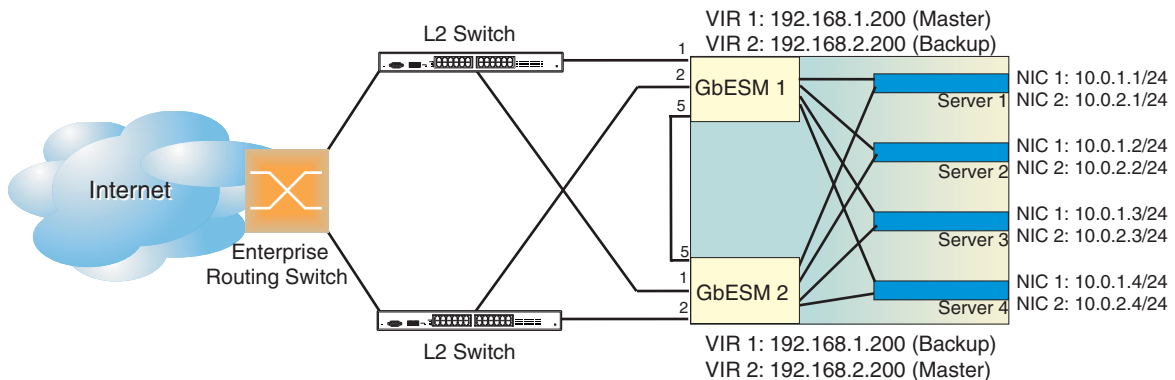 VIR 1: 192.168.1.200 (Master)
VIR 2: 192.168.2.200 (Backup)
L2 Switch
1
2
5
GbESM 1
Server 1
NIC 1: 10.0.1.1/24
NIC 2: 10.0.2.1/24
Server 2
NIC 1: 10.0.1.2/24
NIC 2: 10.0.2.2/24
Internet
Enterprise
Routing Switch
Server 3
NIC 1: 10.0.1.3/24
NIC 2: 10.0.2.3/24
5
1
2
GbESM 2
Server 4
NIC 1: 10.0.1.4/24
NIC 2: 10.0.2.4/24
L2 Switch
VIR 1: 192.168.1.200 (Backup)
VIR 2: 192.168.2.200 (Master)